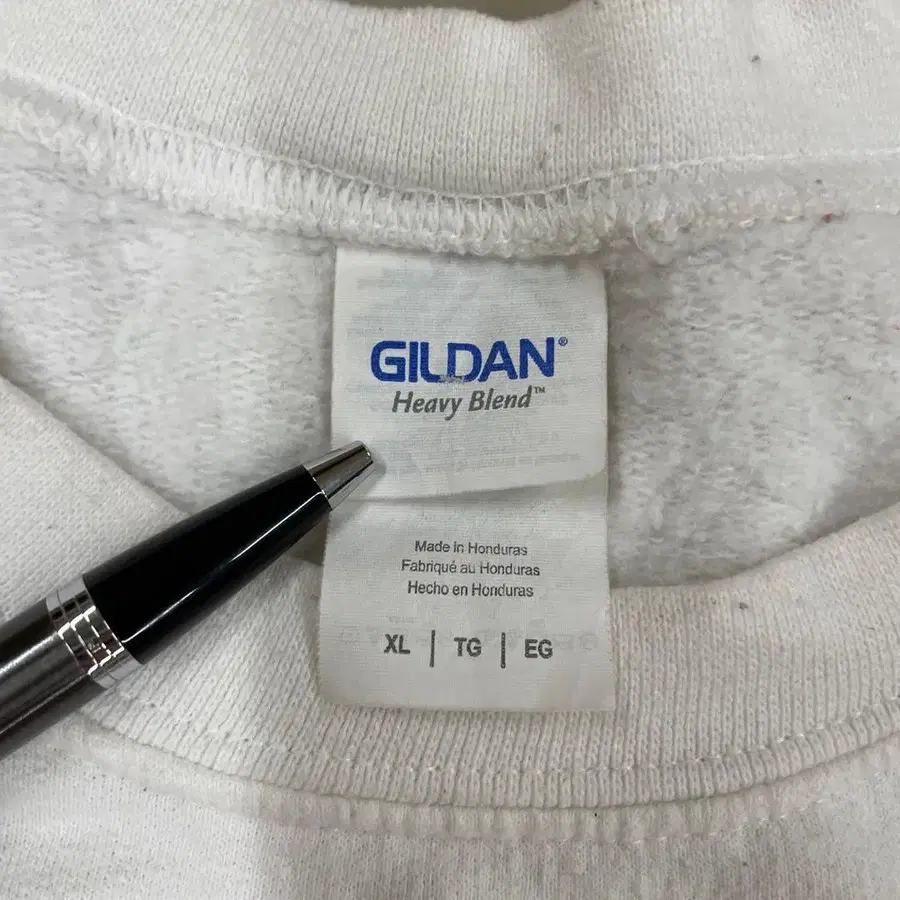 GILDAN®
Heavy Blend™
Made in Honduras
Fabriqué au Honduras
Hecho en Honduras
XL | TG | EG